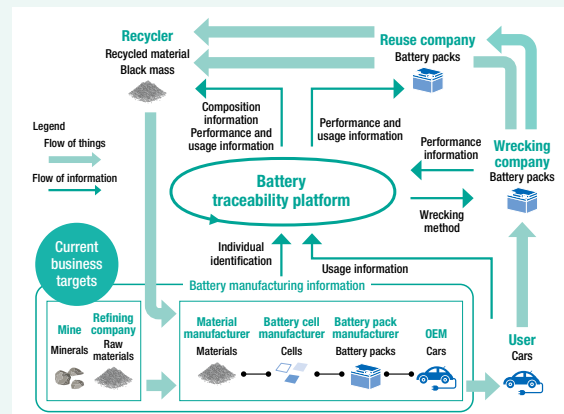 Recycler
Recycled material
Black mass
Reuse company
Battery packs
Composition
information
Performance and
usage information
Performance and
usage information
Legend
Flow of things
Flow of information
Performance
information
Wrecking
company
Battery packs
Battery
traceability platform
Wrecking
method
Current
business
targets
Individual
identification
Usage information
Battery manufacturing information
Mine
Minerals
Refining
company
Raw
materials
Material
manufacturer
Materials
Battery cell
manufacturer
Cells
Battery pack
manufacturer
Battery packs
OEM
Cars
User
Cars